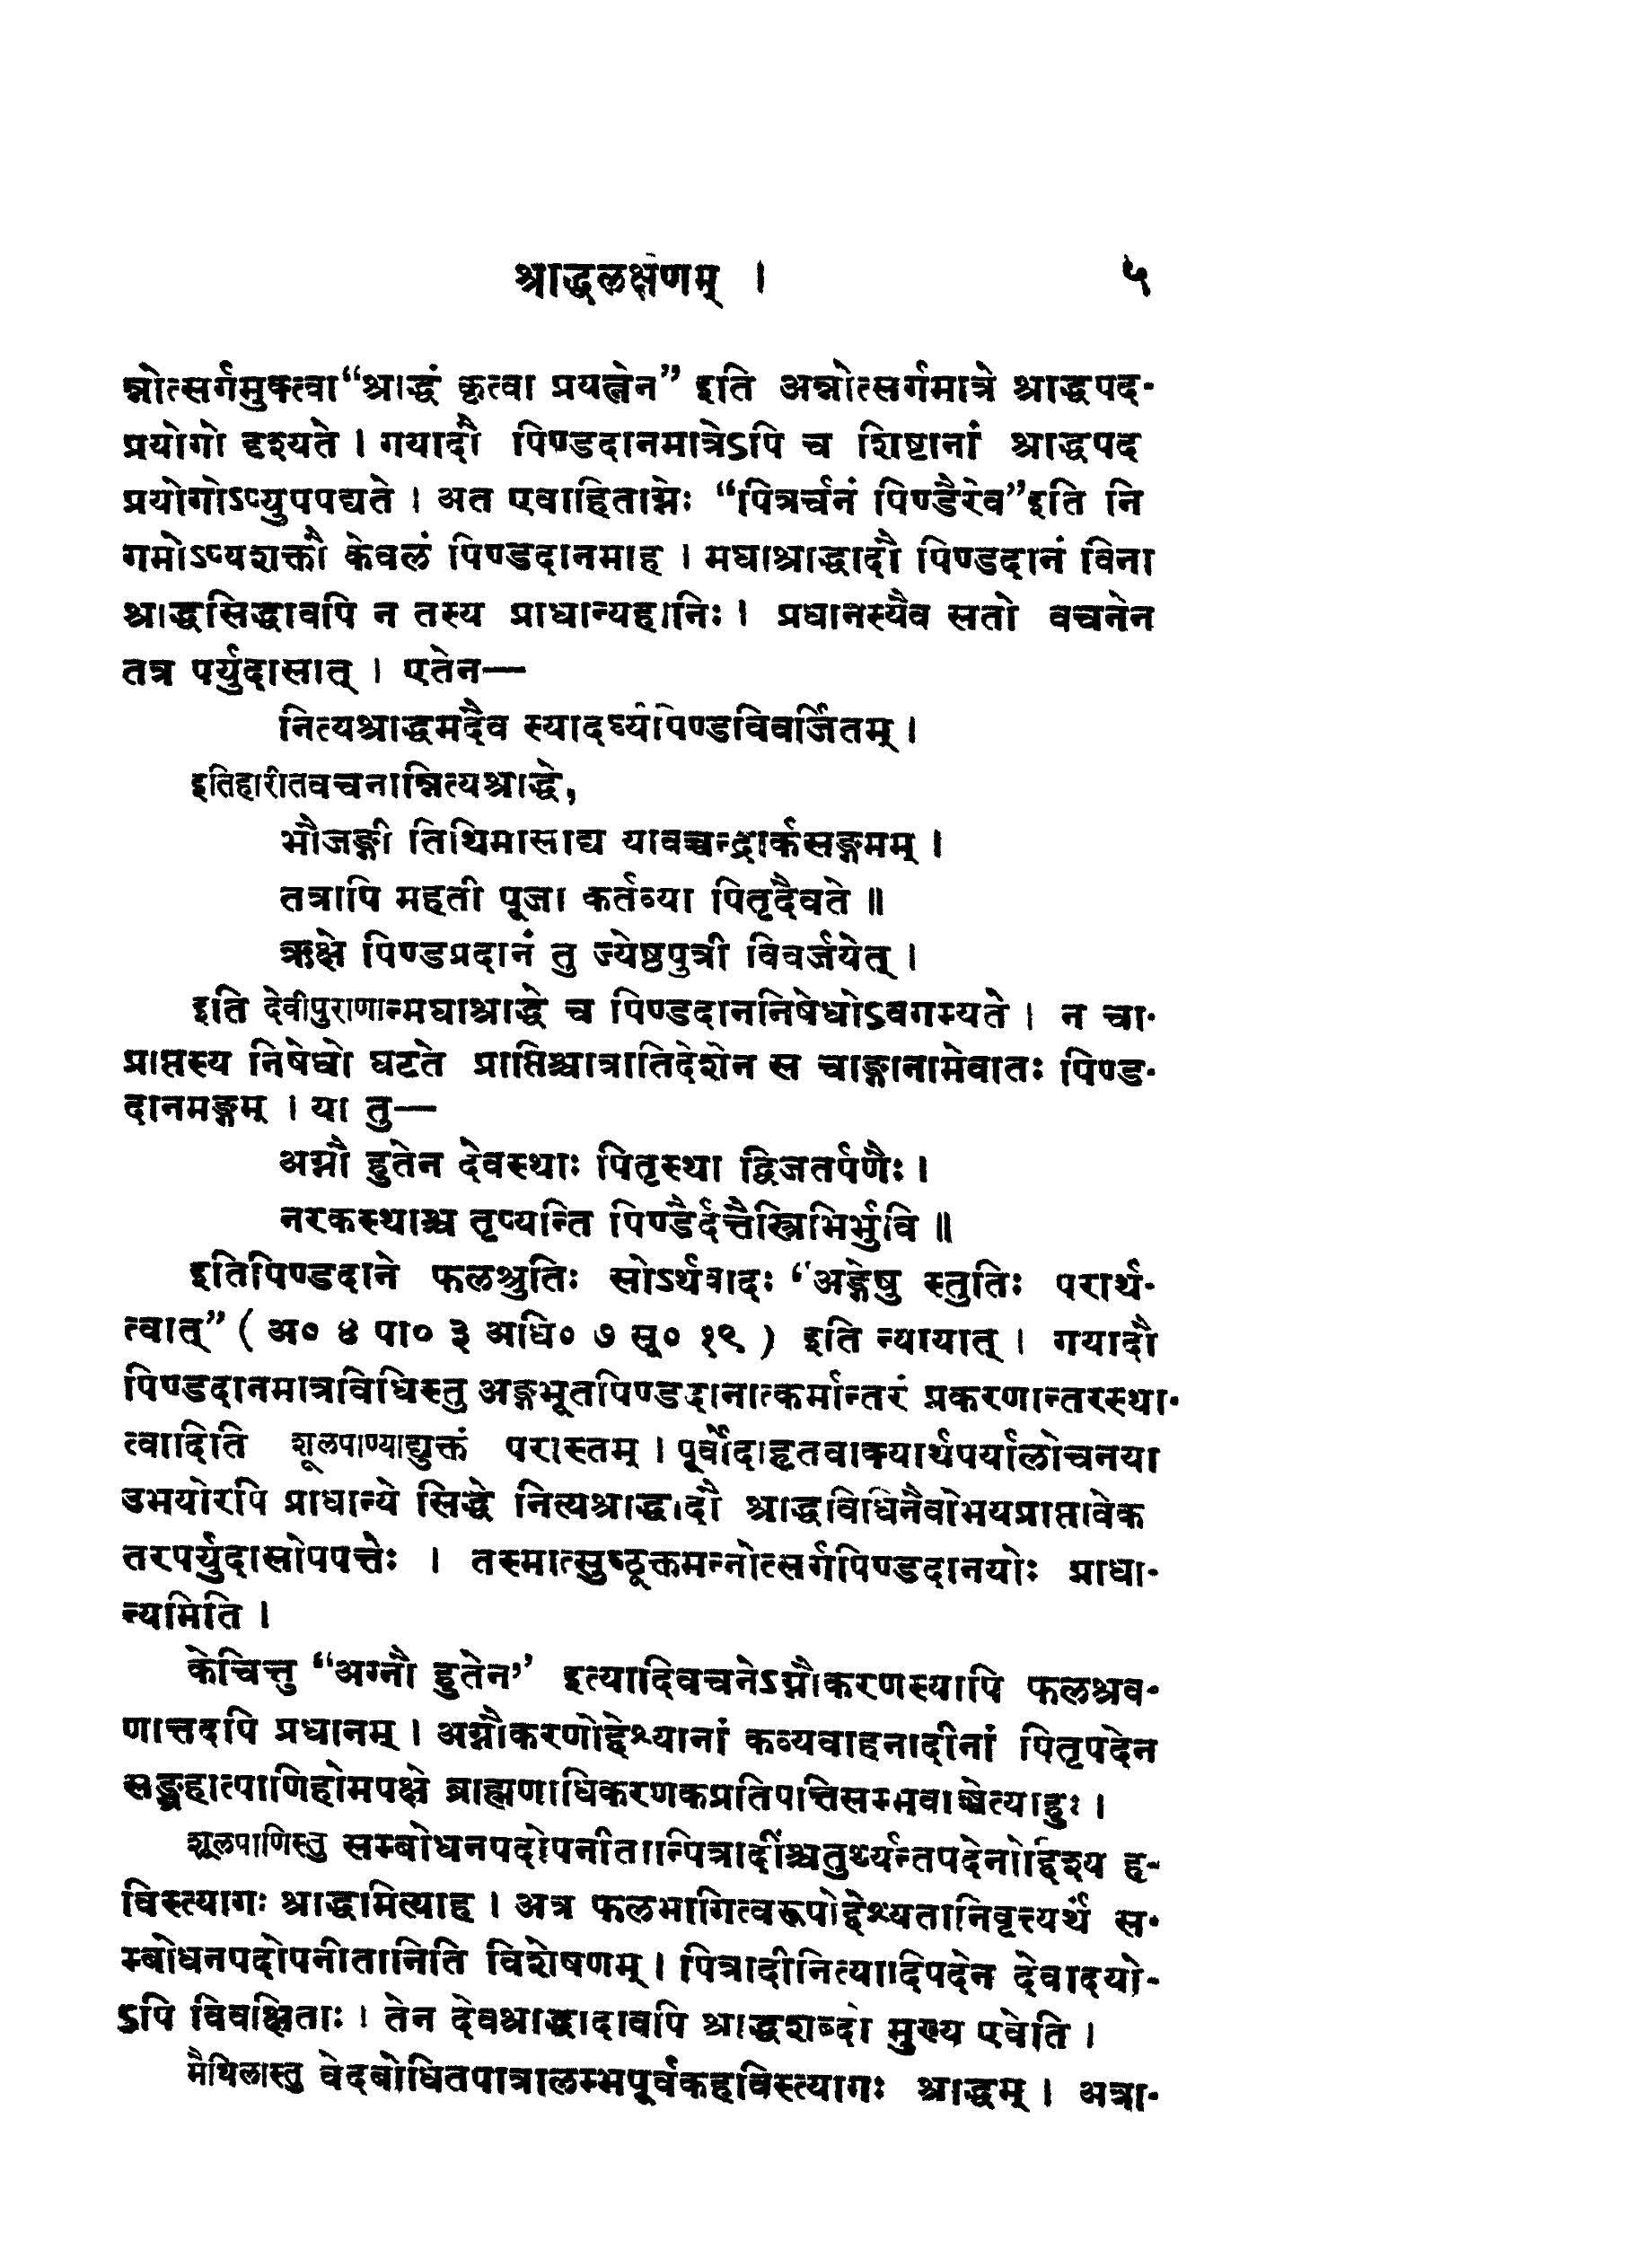 श्राद्धलक्षणम् । ५
न्नोत्सर्गमुक्त्वा “श्राद्धं कृत्वा प्रयत्नेन” इति अन्नोत्सर्गमात्रे श्राद्धपद-
प्रयोगो दृश्यते । गयादौ पिण्डदानमात्रेऽपि च शिष्टानां श्राद्धपद
प्रयोगोऽप्युपपद्यते । अत एवाहिताग्नेः “पित्रर्चनं पिण्डैरेव” इति नि
गमोऽप्यशक्तौ केवलं पिण्डदानमाह । मघाश्राद्धादौ पिण्डदानं विना
श्राद्धसिद्धावपि न तस्य प्राधान्यहानिः । प्रधानस्यैव सतो वचनेन
तत्र पर्युदासात् । एतेन—
नित्यश्राद्धमदैव स्यादर्घ्यपिण्डविवर्जितम् ।
इतिहारीतवचनान्नित्यश्राद्धे,
भौजङ्गी तिथिमासाद्य यावच्चन्द्रार्कसङ्गमम् ।
तत्रापि महती पूजा कर्तव्या पितृदैवते ॥
ऋक्षे पिण्डप्रदानं तु ज्येष्ठपुत्री विवर्जयेत् ।
इति देवीपुराणान्मघाश्राद्धे च पिण्डदाननिषेधोऽवगम्यते । न चा-
प्राप्तस्य निषेधो घटते प्राप्तिश्चात्रातिदेशेन स चाङ्गानामेवातः पिण्ड-
दानमङ्गम् । या तु—
अग्नौ हुतेन देवस्थाः पितृस्था द्विजतर्पणैः ।
नरकस्थाश्च तृप्यन्ति पिण्डैर्दत्तैस्त्रिभिर्भुवि ॥
इतिपिण्डदाने फलश्रुतिः सोऽर्थवादः “अङ्गेषु स्तुतिः परार्थ-
त्वात्” ( अ० ४ पा० ३ अधि० ७ सू० १९ ) इति न्यायात् । गयादौ
पिण्डदानमात्रविधिस्तु अङ्गभूतपिण्डदानात्कर्मान्तरं प्रकरणान्तरस्था-
त्वादिति शूलपाण्याद्युक्तं परास्तम् । पूर्वोदाहृतवाक्यार्थपर्यालोचनया
उभयोरपि प्राधान्ये सिद्धे नित्यश्राद्धादौ श्राद्धविधिनैवोभयप्राप्तावेक
तरपर्युदासोपपत्तेः । तस्मात्सुष्ठूक्तमन्नोत्सर्गपिण्डदानयोः प्राधा-
न्यमिति ।
केचित्तु “अग्नौ हुतेन” इत्यादिवचनेऽग्नौकरणस्यापि फलश्रव-
णात्तदपि प्रधानम् । अग्नौकरणोद्देश्यानां कव्यवाहनादीनां पितृपदेन
सङ्ग्रहात्पाणिहोमपक्षे ब्राह्मणाधिकरणकप्रतिपत्तिसम्भवाच्चेत्याहुः ।
शूलपाणिस्तु सम्बोधनपदोपनीतान्पित्रादींश्चतुर्थ्यन्तपदेनोद्दिश्य ह-
विस्त्यागः श्राद्धमित्याह । अत्र फलभागित्वरूपोद्देश्यतानिवृत्त्यर्थं स-
म्बोधनपदोपनीतानिति विशेषणम् । पित्रादीनित्यादिपदेन देवादयो-
ऽपि विवक्षिताः । तेन देवश्राद्धादावपि श्राद्धशब्दो मुख्य एवेति ।
मैथिलास्तु वेदबोधितपात्रालम्भपूर्वकहविस्त्यागः श्राद्धम् । अत्रा-